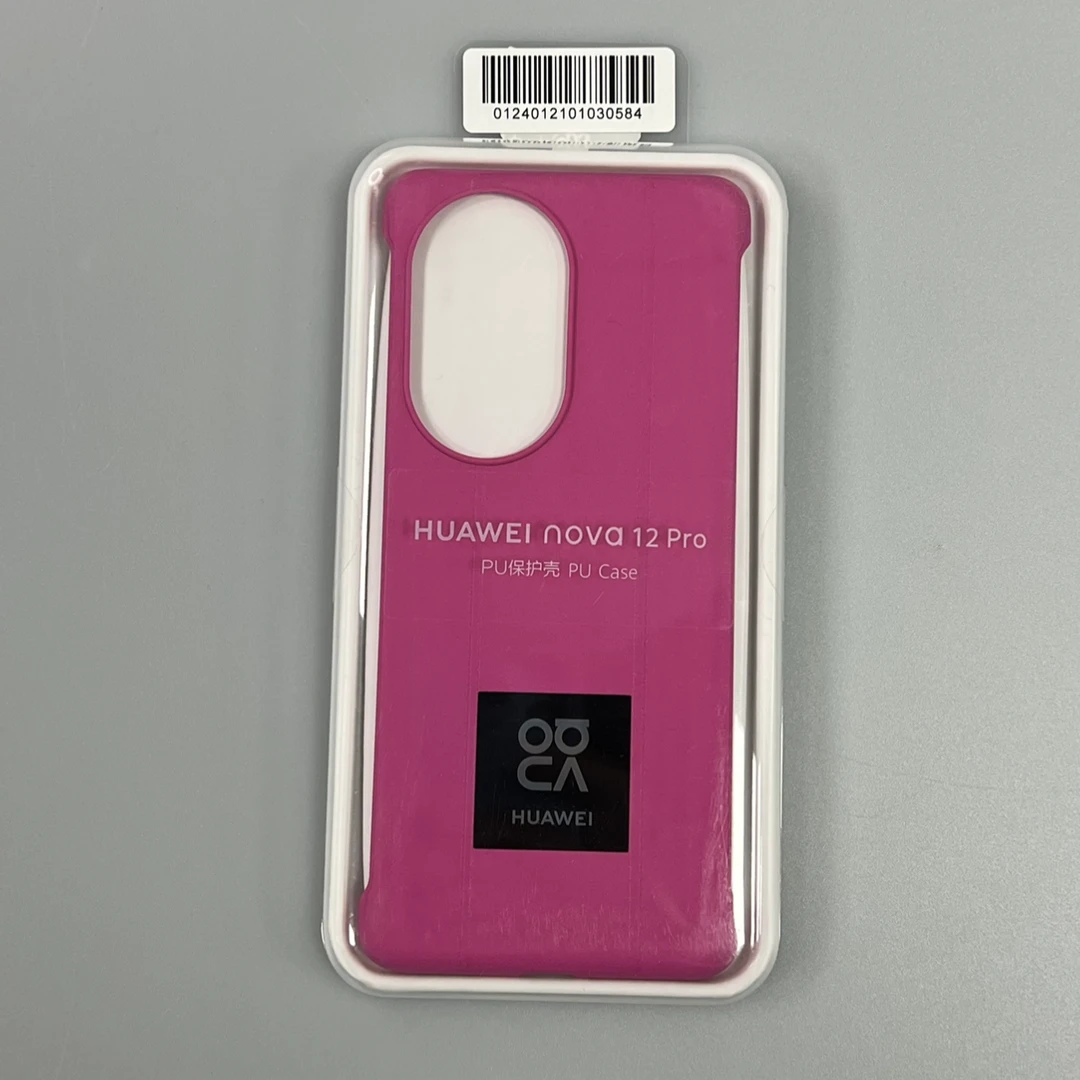 0124012101030584
HUAWEI nova 12 Pro
PU保护壳 PU Case
HUAWEI